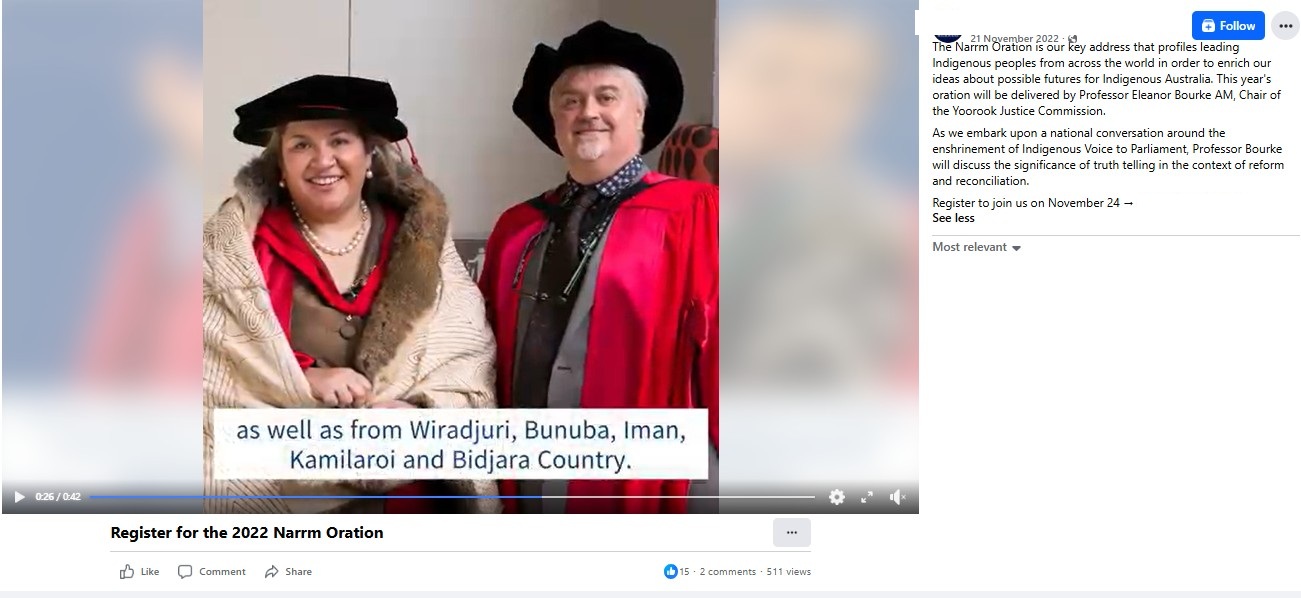 as well as from Wiradjuri, Bunuba, Iman,
Kamilaroi and Bidjara Country.
0:26 / 0:42
Register for the 2022 Narrm Oration
...
Like
Comment
Share
15 · 2 comments · 511 views
Follow
...
21 November 2022 ·
The Narrm Oration is our key address that profiles leading
Indigenous peoples from across the world in order to enrich our
ideas about possible futures for Indigenous Australia. This year's
oration will be delivered by Professor Eleanor Bourke AM, Chair of
the Yoorook Justice Commission.
As we embark upon a national conversation around the
enshrinement of Indigenous Voice to Parliament, Professor Bourke
will discuss the significance of truth telling in the context of reform
and reconciliation.
Register to join us on November 24 →
See less
Most relevant